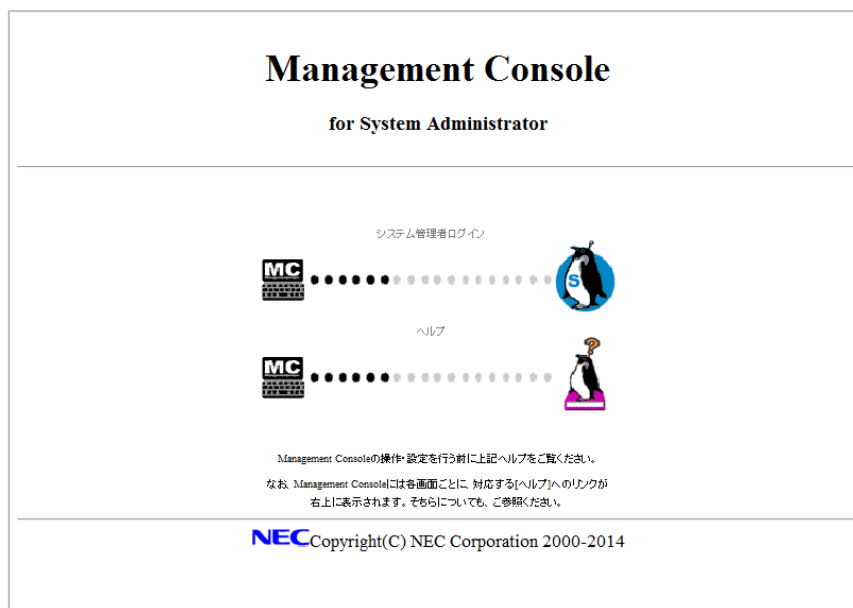 Management Console
for System Administrator
システム管理者ログイン
MC
S
ヘルプ
MC
?
Management Consoleの操作・設定を行う前に上記ヘルプをご覧ください。
なお、Management Consoleには各画面ごとに、対応する[ヘルプ]へのリンクが
右上に表示されます。そちらについても、ご参照ください。
NECCopyright(C) NEC Corporation 2000-2014